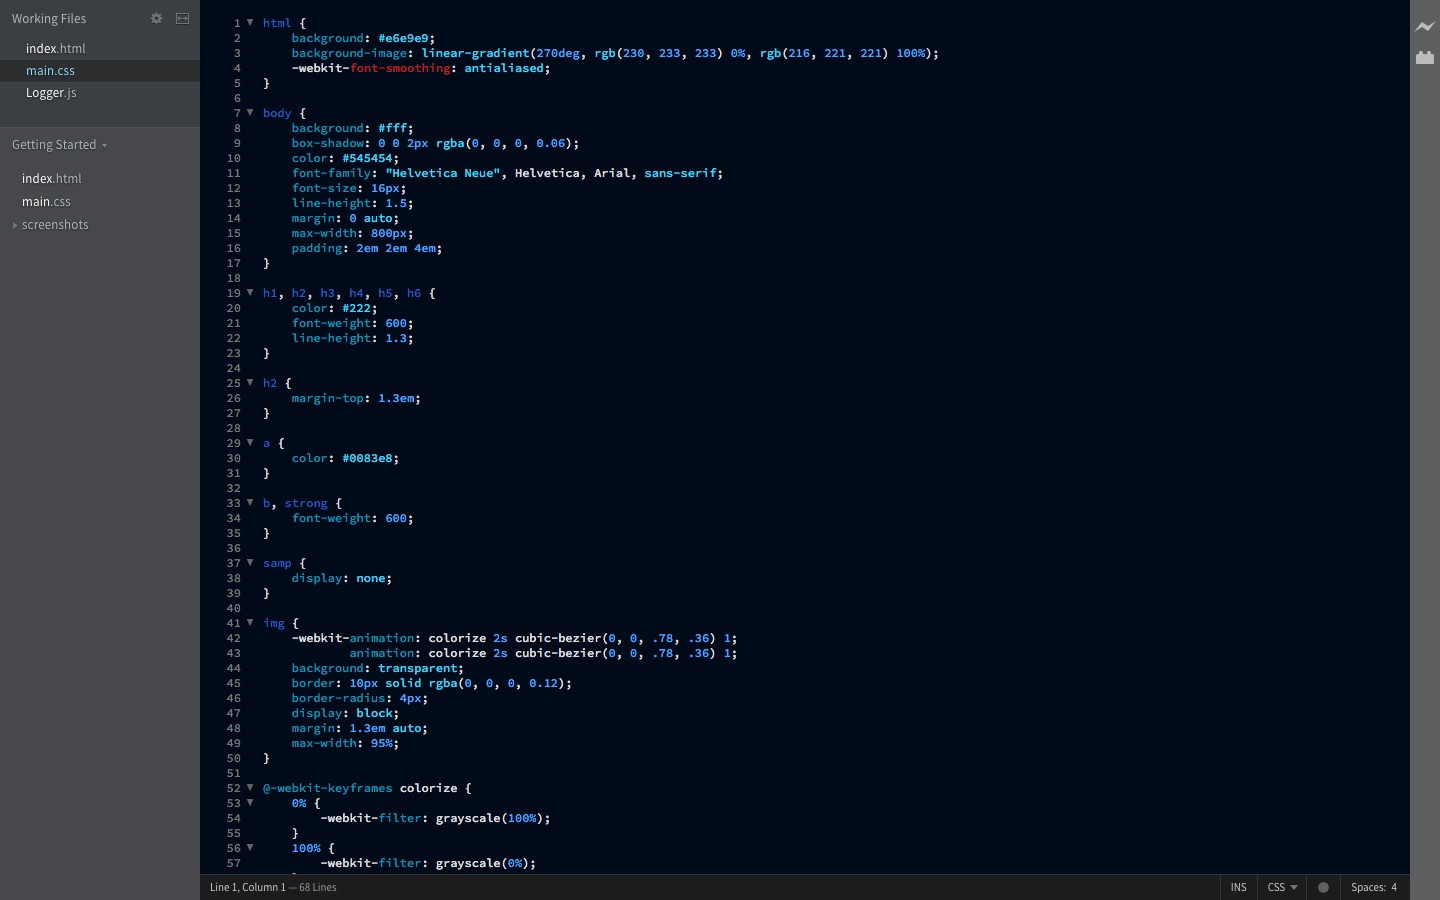 Working Files
index.html
main.css
Logger.js
Getting Started
index.html
main.css
screenshots
1 html {
2     background: #e6e9e9;
3     background-image: linear-gradient(270deg, rgb(230, 233, 233) 0%, rgb(216, 221, 221) 100%);
4     -webkit-font-smoothing: antialiased;
5 }
6
7 body {
8     background: #fff;
9     box-shadow: 0 0 2px rgba(0, 0, 0, 0.06);
10     color: #545454;
11     font-family: "Helvetica Neue", Helvetica, Arial, sans-serif;
12     font-size: 16px;
13     line-height: 1.5;
14     margin: 0 auto;
15     max-width: 800px;
16     padding: 2em 2em 4em;
17 }
18
19 h1, h2, h3, h4, h5, h6 {
20     color: #222;
21     font-weight: 600;
22     line-height: 1.3;
23 }
24
25 h2 {
26     margin-top: 1.3em;
27 }
28
29 a {
30     color: #0083e8;
31 }
32
33 b, strong {
34     font-weight: 600;
35 }
36
37 samp {
38     display: none;
39 }
40
41 img {
42     -webkit-animation: colorize 2s cubic-bezier(0, 0, .78, .36) 1;
43             animation: colorize 2s cubic-bezier(0, 0, .78, .36) 1;
44     background: transparent;
45     border: 10px solid rgba(0, 0, 0, 0.12);
46     border-radius: 4px;
47     display: block;
48     margin: 1.3em auto;
49     max-width: 95%;
50 }
51
52 @-webkit-keyframes colorize {
53     0% {
54         -webkit-filter: grayscale(100%);
55     }
56     100% {
57         -webkit-filter: grayscale(0%);
Line 1, Column 1 — 68 Lines
INS
CSS
Spaces: 4